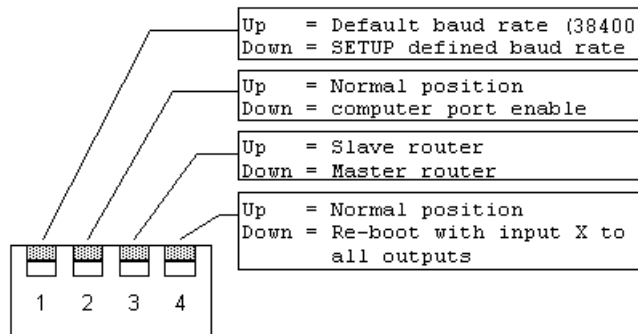 Up = Default baud rate (38400
Down = SETUP defined baud rate
Up = Normal position
Down = computer port enable
Up = Slave router
Down = Master router
Up = Normal position
Down = Re-boot with input X to
all outputs
1 2 3 4